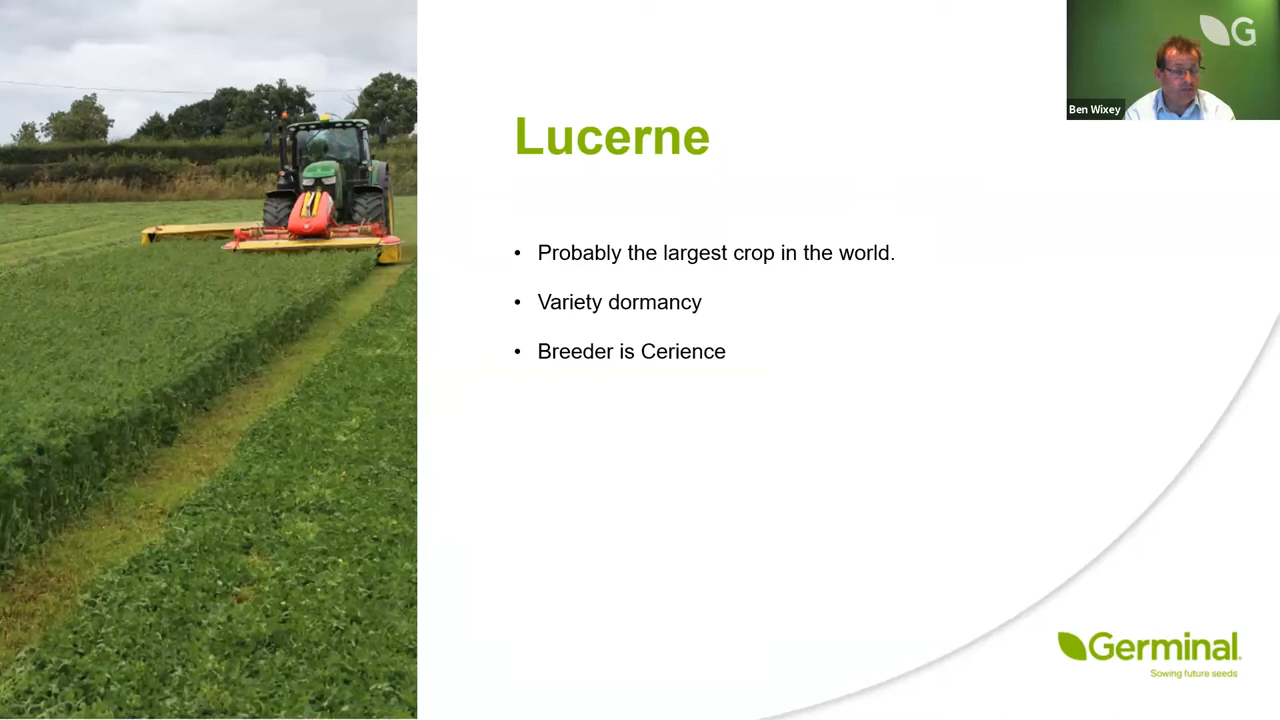 G
Ben Wixey
Lucerne
• Probably the largest crop in the world.
• Variety dormancy
• Breeder is Cerience
Germinal
Sowing future seeds